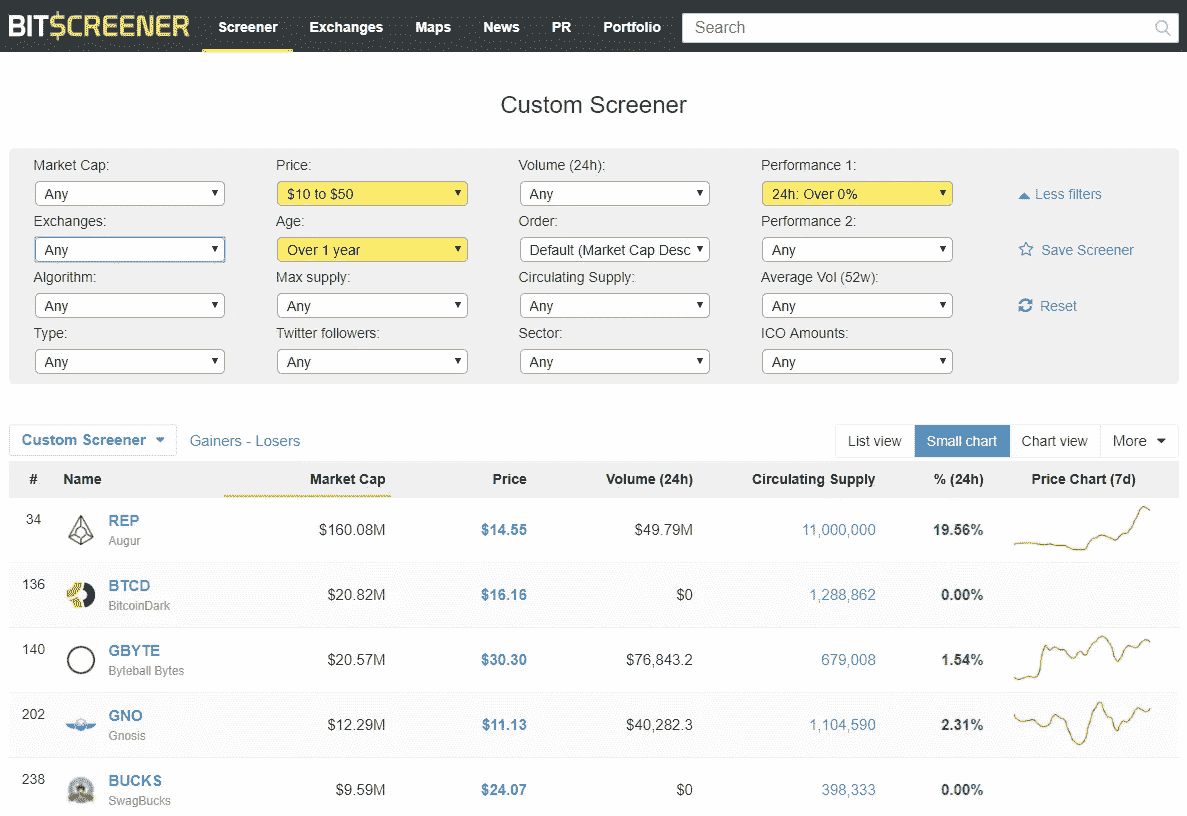 BIT$CREENER Screener Exchanges Maps News PR Portfolio Search
Custom Screener
Market Cap: Price: Volume (24h): Performance 1:
Any $10 to $50 Any 24h: Over 0% Less filters
Exchanges: Age: Order: Performance 2:
Any Over 1 year Default (Market Cap Desc Any Save Screener
Algorithm: Max supply: Circulating Supply: Average Vol (52w):
Any Any Any Any Reset
Type: Twitter followers: Sector: ICO Amounts:
Any Any Any Any
Custom Screener Gainers - Losers List view Small chart Chart view More
# Name Market Cap Price Volume (24h) Circulating Supply % (24h) Price Chart (7d)
34 REP $160.08M $14.55 $49.79M 11,000,000 19.56%
Augur
136 BTCD $20.82M $16.16 $0 1,288,862 0.00%
BitcoinDark
140 GBYTE $20.57M $30.30 $76,843.2 679,008 1.54%
Byteball Bytes
202 GNO $12.29M $11.13 $40,282.3 1,104,590 2.31%
Gnosis
238 BUCKS $9.59M $24.07 $0 398,333 0.00%
SwagBucks